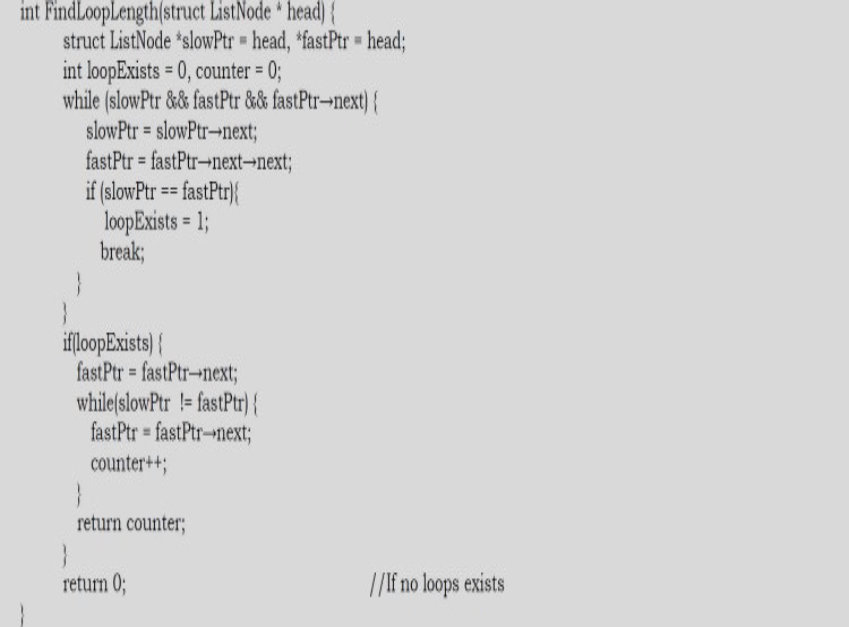 int FindLoopLength(struct ListNode * head) {
struct ListNode *slowPtr = head, *fastPtr = head;
int loopExists = 0, counter = 0;
while (slowPtr && fastPtr && fastPtr→next) {
slowPtr = slowPtr→next;
fastPtr = fastPtr→next→next;
if (slowPtr == fastPtr){
loopExists = 1;
break;
}
}
if(loopExists) {
fastPtr = fastPtr→next;
while(slowPtr != fastPtr) {
fastPtr = fastPtr→next;
counter++;
}
return counter;
}
return 0; //If no loops exists
}